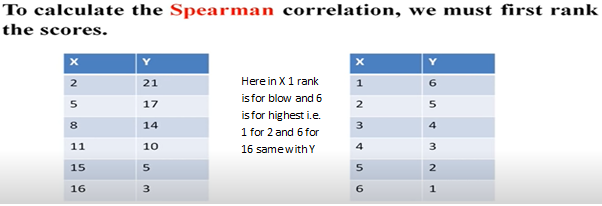 To calculate the Spearman correlation, we must first rank
the scores.
X Y
2 21
5 17
8 14
11 10
15 5
16 3
Here in X 1 rank
is for blow and 6
is for highest i.e.
1 for 2 and 6 for
16 same with Y
X Y
1 6
2 5
3 4
4 3
5 2
6 1